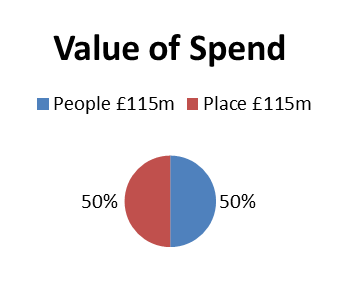 Value of Spend
People £115m Place £115m
50% 50%